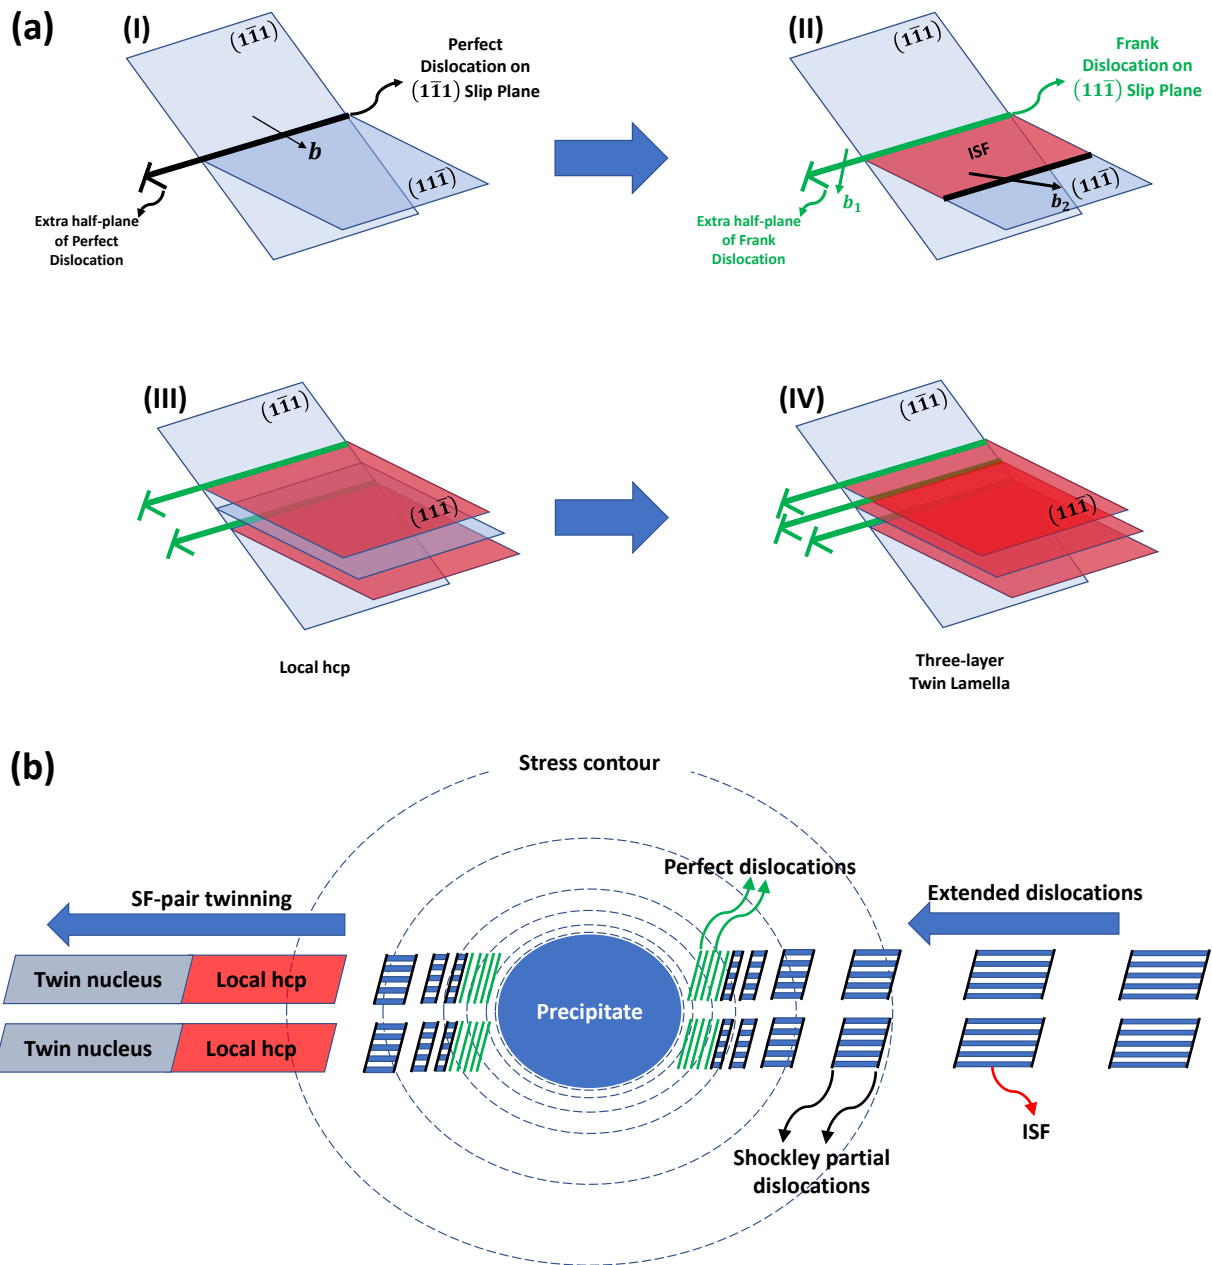 (a)
(I)
(11̅1)
Perfect
Dislocation on
(11̅1) Slip Plane
b
(111̅)
Extra half-plane
of Perfect
Dislocation
(II)
(11̅1)
Frank
Dislocation on
(111̅) Slip Plane
ISF
b₁
b₂
(111̅)
Extra half-plane
of Frank
Dislocation
(III)
(11̅1)
(111̅)
Local hcp
(IV)
(11̅1)
(111̅)
Three-layer
Twin Lamella
(b)
Stress contour
Perfect dislocations
SF-pair twinning
Extended dislocations
Twin nucleus
Local hcp
Precipitate
Twin nucleus
Local hcp
ISF
Shockley partial
dislocations